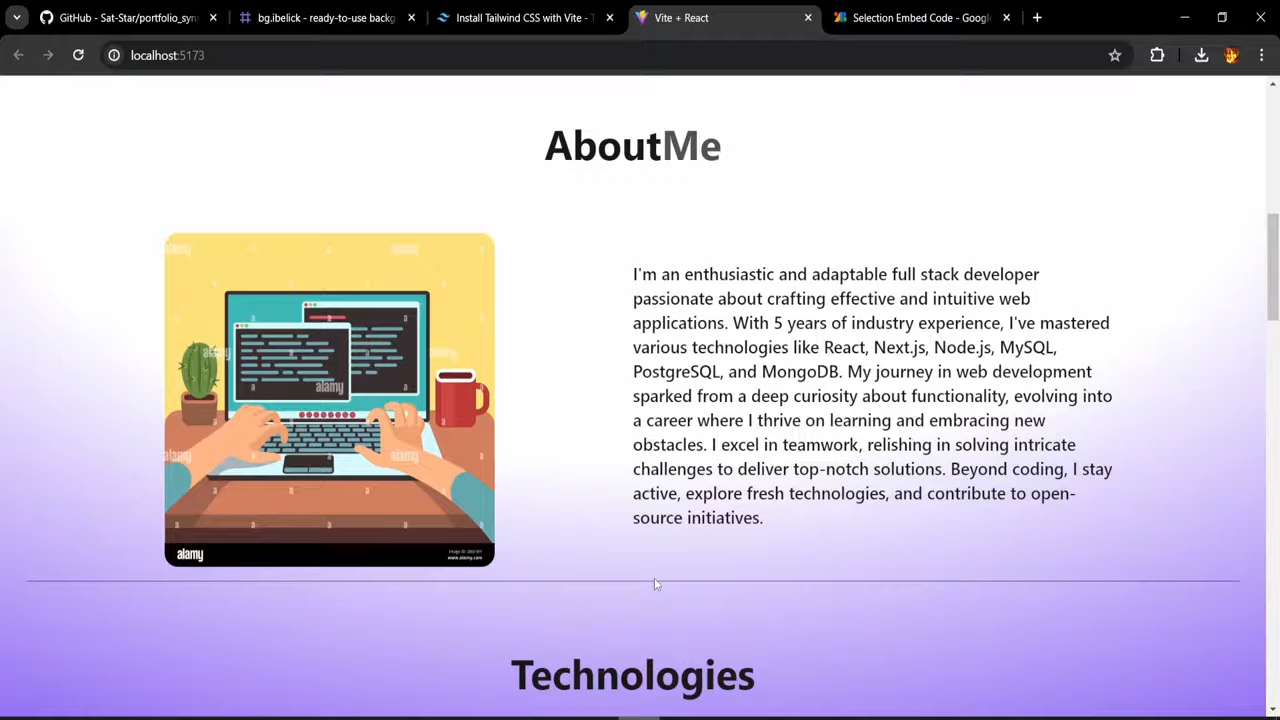 GitHub - Sat-Star/portfolio_syn
bg.ibelick - ready-to-use backg
Install Tailwind CSS with Vite - T
Vite + React
Selection Embed Code - Google
localhost:5173
AboutMe
I'm an enthusiastic and adaptable full stack developer
passionate about crafting effective and intuitive web
applications. With 5 years of industry experience, I've mastered
various technologies like React, Next.js, Node.js, MySQL,
PostgreSQL, and MongoDB. My journey in web development
sparked from a deep curiosity about functionality, evolving into
a career where I thrive on learning and embracing new
obstacles. I excel in teamwork, relishing in solving intricate
challenges to deliver top-notch solutions. Beyond coding, I stay
active, explore fresh technologies, and contribute to open-
source initiatives.
alamy
alamy
www.alamy.com
Technologies